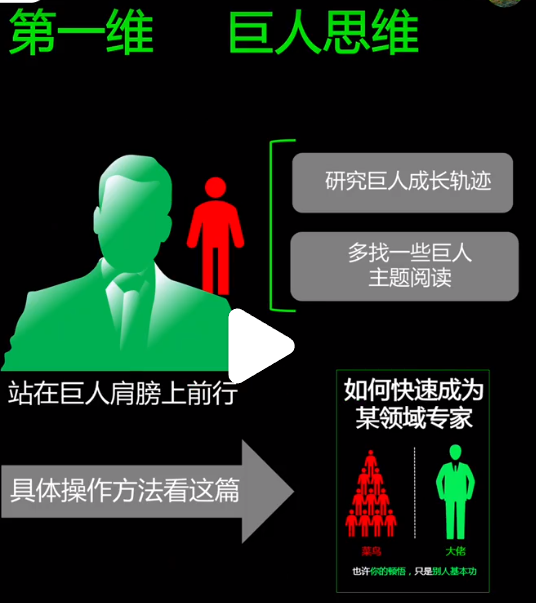 第一维 巨人思维
研究巨人成长轨迹
多找一些巨人
主题阅读
站在巨人肩膀上前行
具体操作方法看这篇
如何快速成为
某领域专家
菜鸟
大佬
也许你的顿悟，只是别人基本功